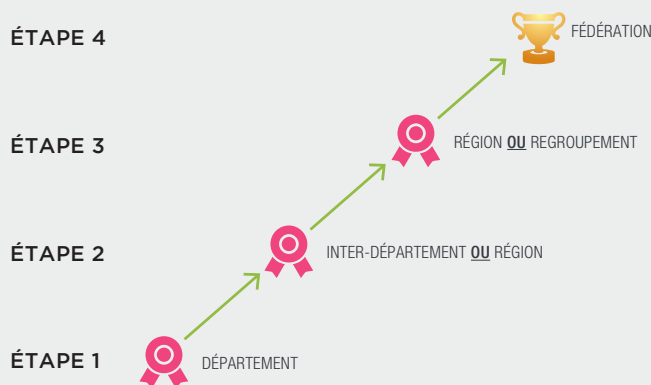 ÉTAPE 4
FÉDÉRATION
ÉTAPE 3
RÉGION OU REGROUPEMENT
ÉTAPE 2
INTER-DÉPARTEMENT OU RÉGION
ÉTAPE 1
DÉPARTEMENT